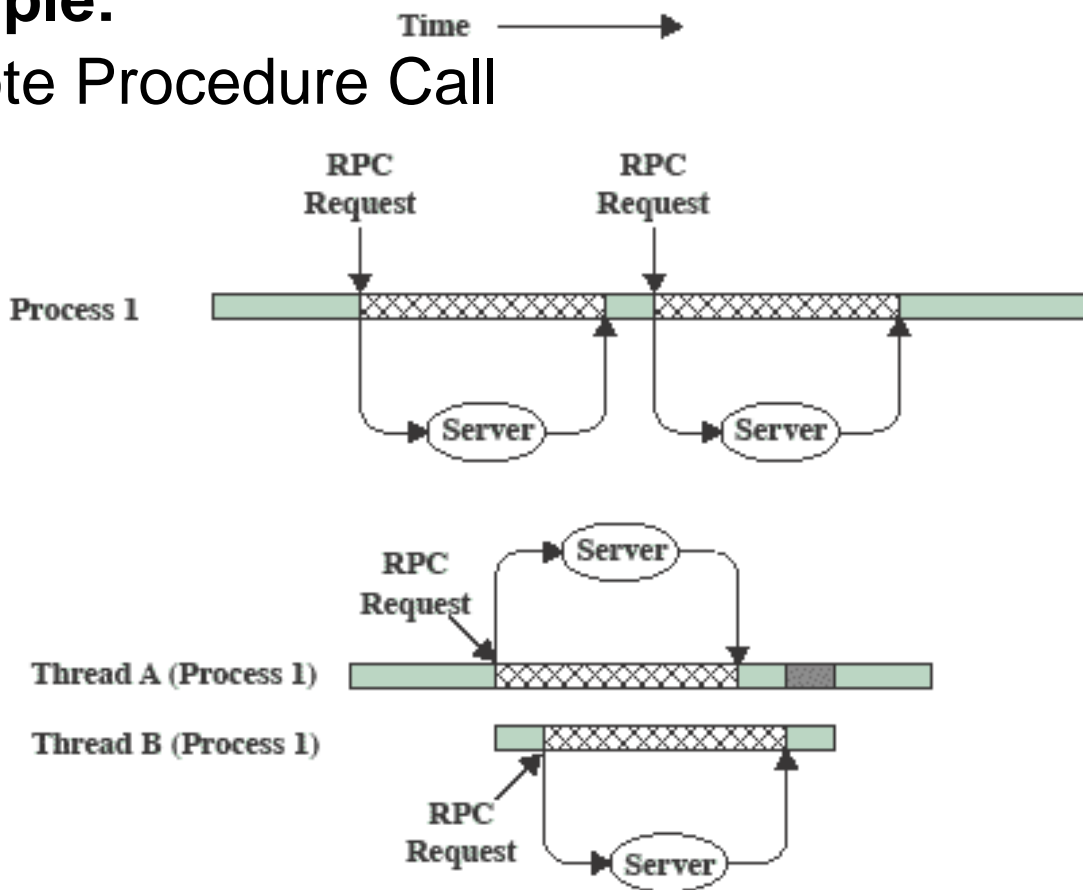 ple:
Time
te Procedure Call
RPC
Request
RPC
Request
Process 1
Server
Server
Server
RPC
Request
Thread A (Process 1)
Thread B (Process 1)
RPC
Request
Server